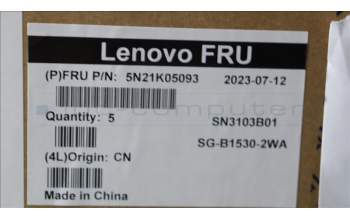 Lenovo FRU
(P)FRU P/N: 5N21K05093 2023-07-12
Quantity: 5 SN3103B01
SG-B1530-2WA
(4L)Origin: CN
Made in China